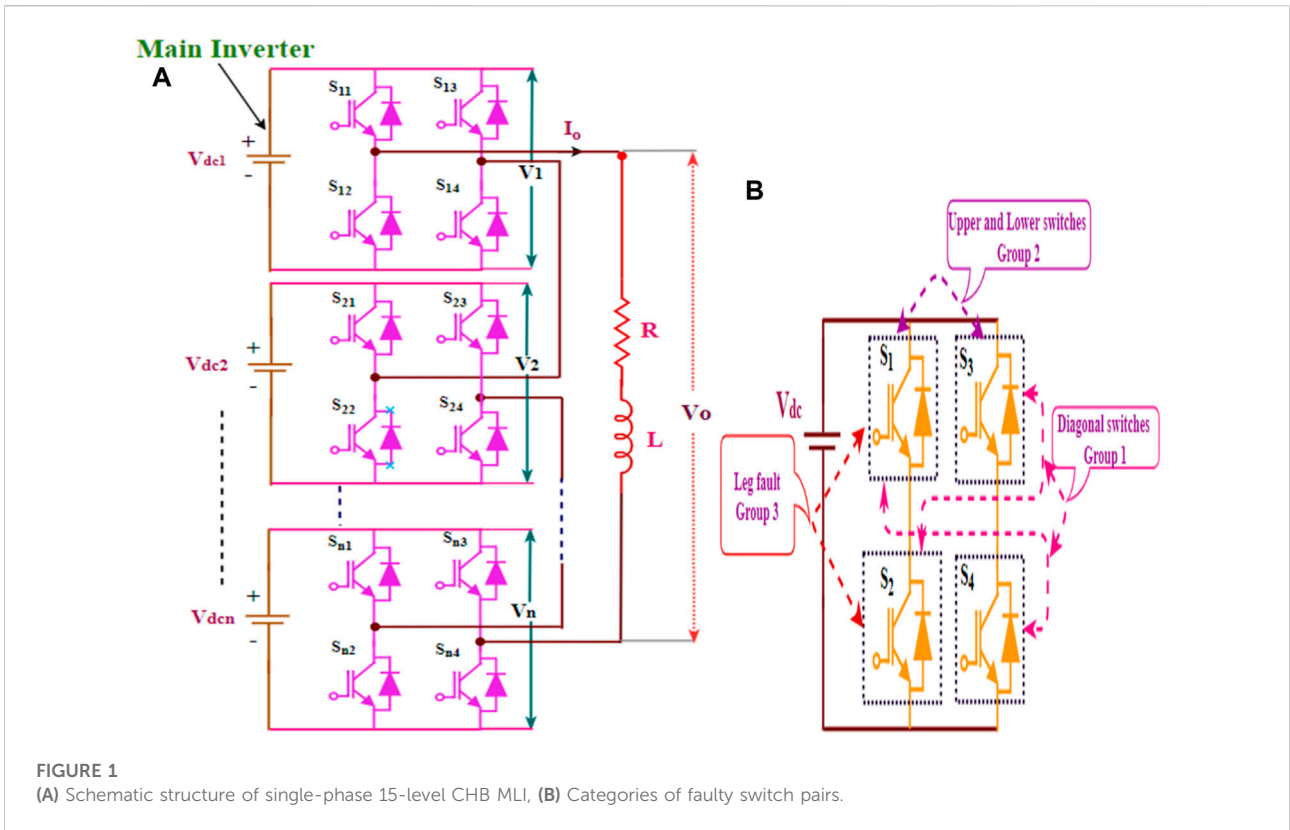 Main Inverter
A
S11
S13
Io
+
Vdc1
-
V1
S12
S14
S21
S23
+
Vdc2
-
V2
S22
S24
R
L
Vo
Sn1
Sn3
+
Vdcn
-
Vn
Sn2
Sn4
B
Upper and Lower switches
Group 2
S1
S3
Vdc
Diagonal switches
Group 1
Leg fault
Group 3
S2
S4
FIGURE 1
(A) Schematic structure of single-phase 15-level CHB MLI, (B) Categories of faulty switch pairs.